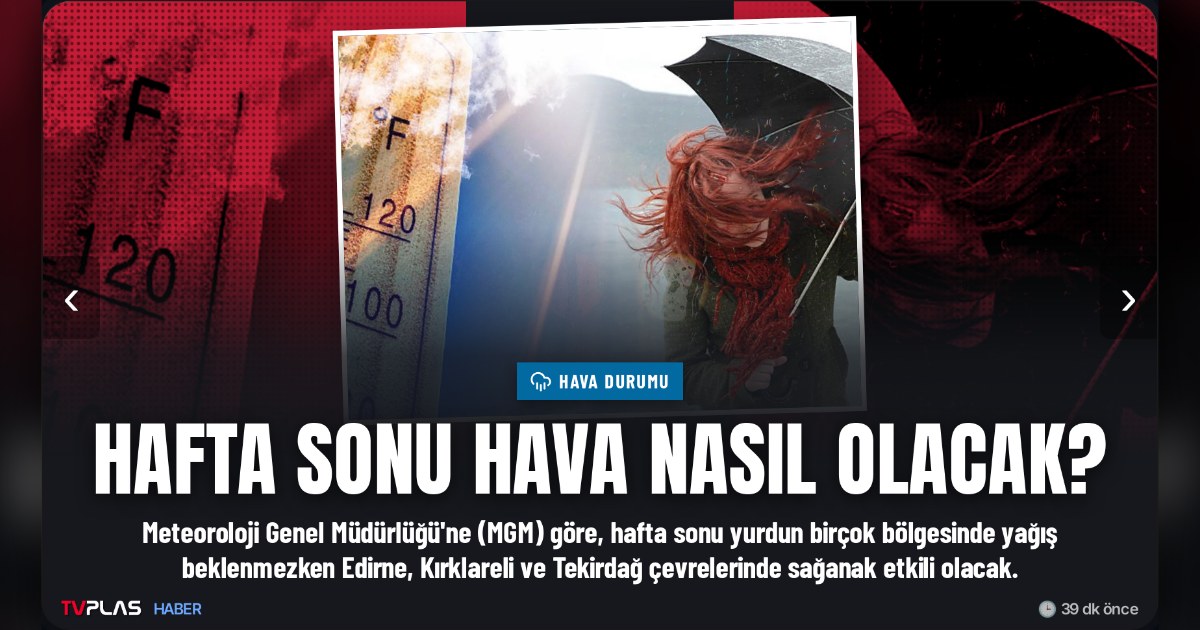 °F
120
°F
120
100
HAVA DURUMU
HAFTA SONU HAVA NASIL OLACAK?
Meteoroloji Genel Müdürlüğü'ne (MGM) göre, hafta sonu yurdun birçok bölgesinde yağış
beklenmezken Edirne, Kırklareli ve Tekirdağ çevrelerinde sağanak etkili olacak.
TVPLAS HABER
39 dk önce